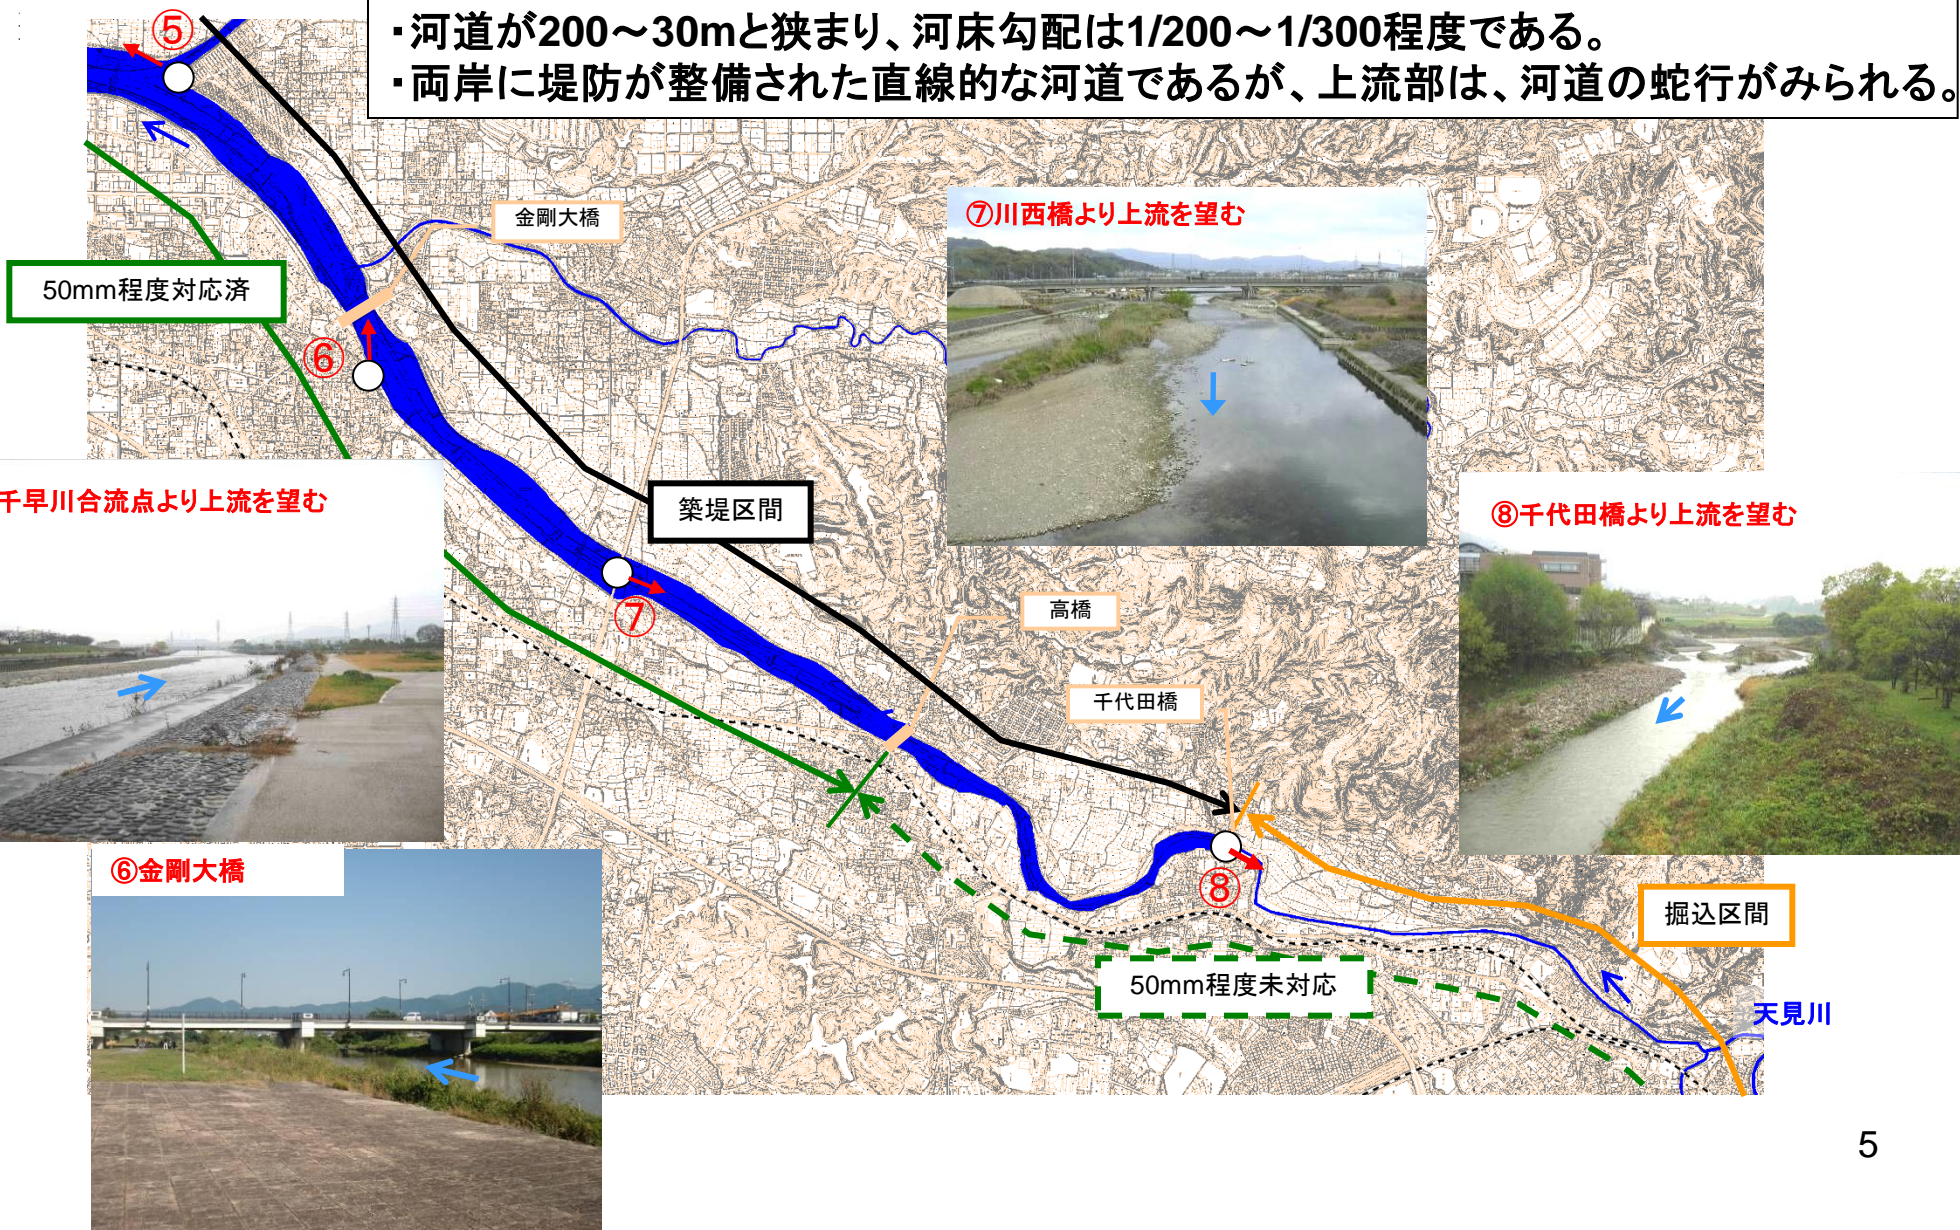 ・河道が200～30mと狭まり、河床勾配は1/200～1/300程度である。
・両岸に堤防が整備された直線的な河道であるが、上流部は、河道の蛇行がみられる。
⑤
金剛大橋
⑦川西橋より上流を望む
50mm程度対応済
⑥
千早川合流点より上流を望む
築堤区間
⑧千代田橋より上流を望む
⑦
高橋
千代田橋
⑥金剛大橋
⑧
掘込区間
50mm程度未対応
天見川
5